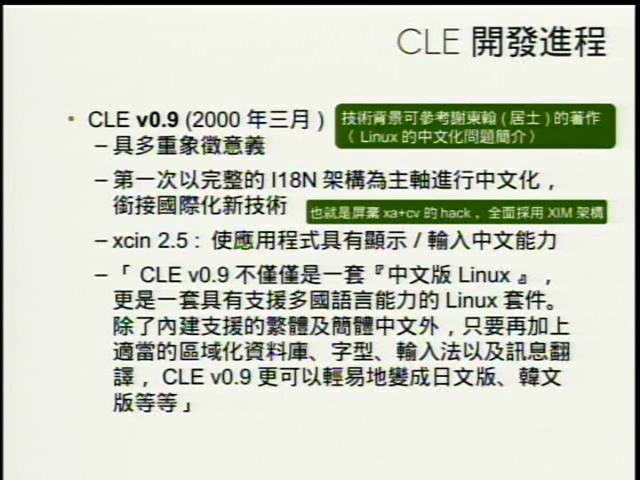 CLE 開發進程
• CLE v0.9 (2000 年三月)
技術背景可參考謝東翰(居士)的著作
〈 Linux 的中文化問題簡介〉
–具多重象徵意義
–第一次以完整的 I18N 架構為主軸進行中文化，
銜接國際化新技術
也就是屏棄 xa+cv 的 hack，全面採用 XIM 架構
–xcin 2.5：使應用程式具有顯示 / 輸入中文能力
–「 CLE v0.9 不僅僅是一套『中文版 Linux 』，
更是一套具有支援多國語言能力的 Linux 套件。
除了內建支援的繁體及簡體中文外，只要再加上
適當的區域化資料庫、字型、輸入法以及訊息翻
譯， CLE v0.9 更可以輕易地變成日文版、韓文
版等等」